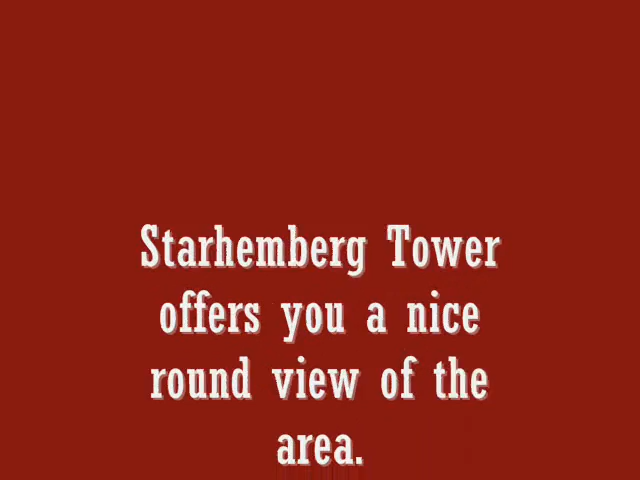 Starhemberg Tower
offers you a nice
round view of the
area.